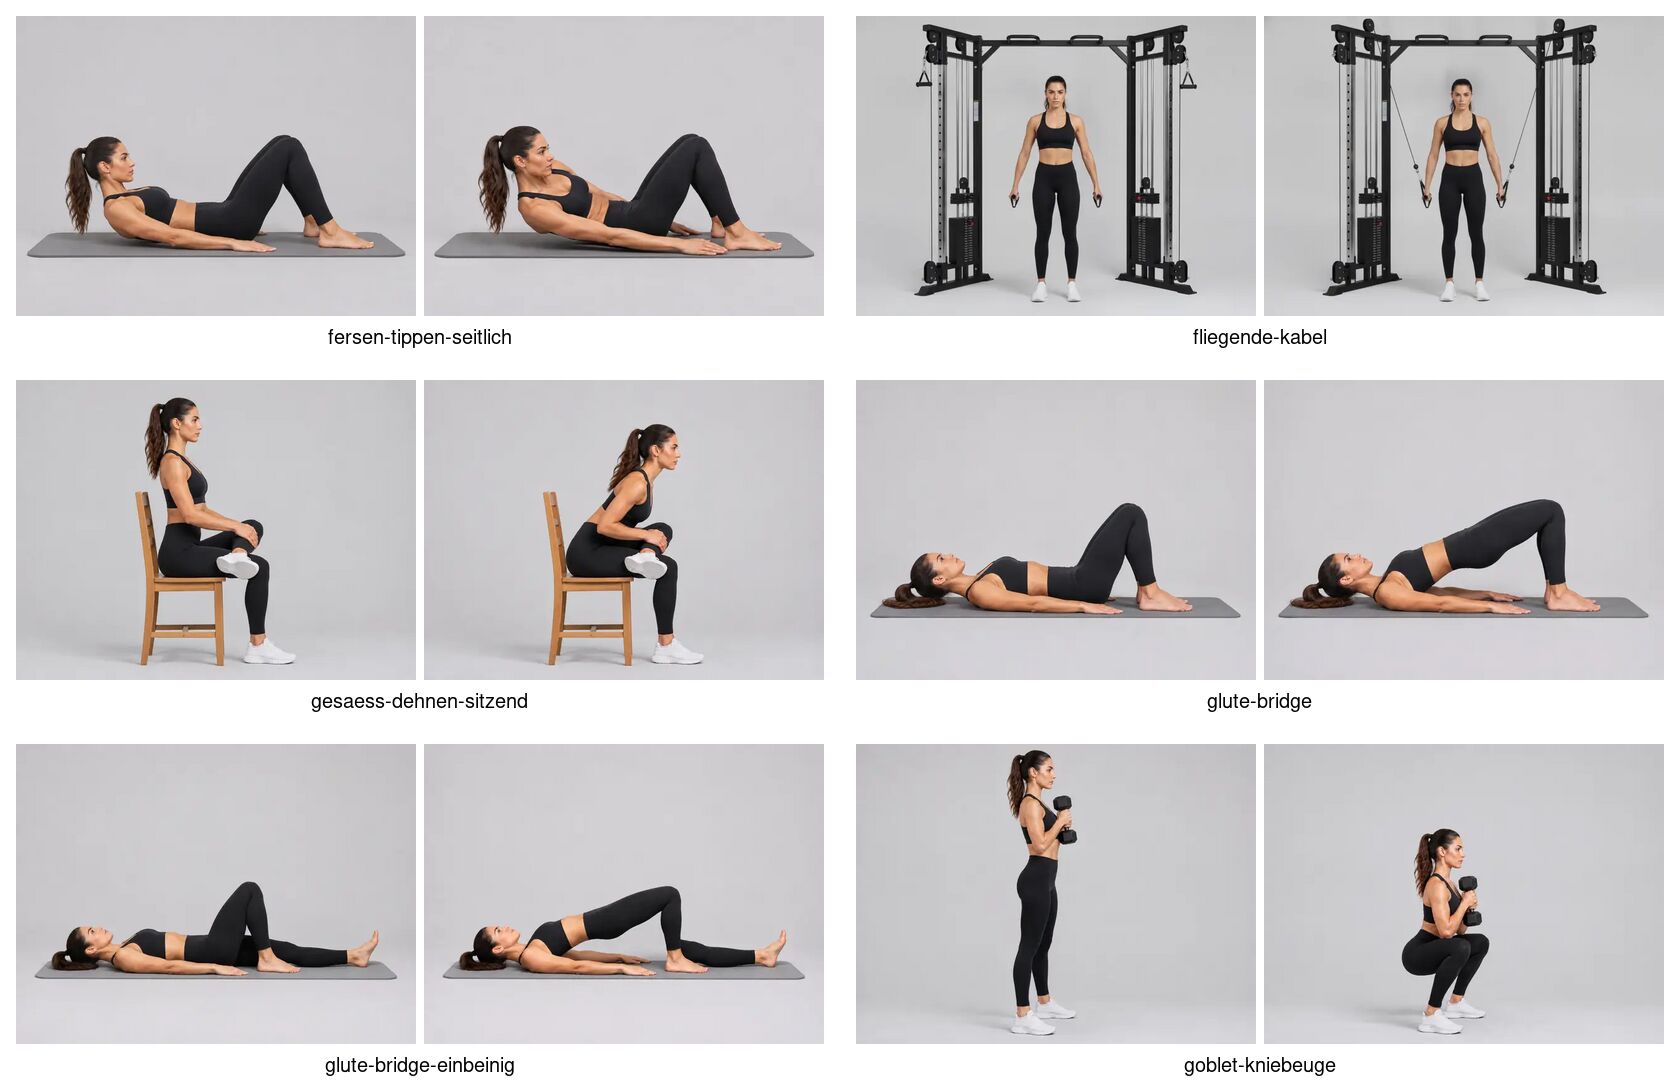 fersen-tippen-seitlich
fliegende-kabel
gesaess-dehnen-sitzend
glute-bridge
glute-bridge-einbeinig
goblet-kniebeuge